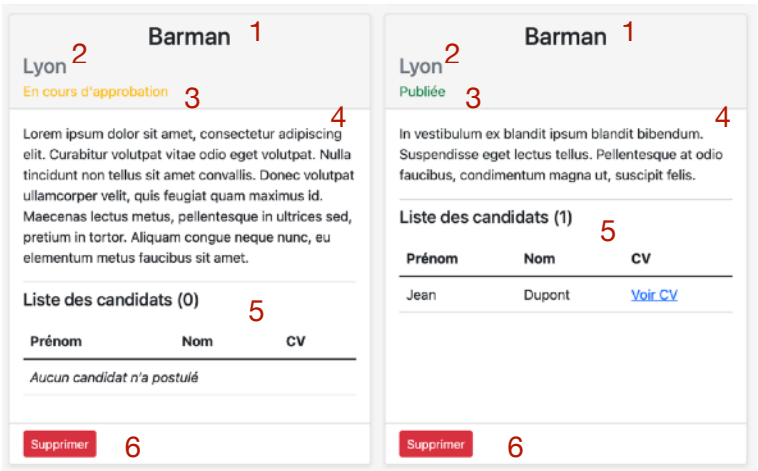 Barman 1
Lyon 2
En cours d'approbation 3
4
Lorem ipsum dolor sit amet, consectetur adipiscing
elit. Curabitur volutpat vitae odio eget volutpat. Nulla
tincidunt non tellus sit amet convallis. Donec volutpat
ullamcorper velit, quis feugiat quam maximus id.
Maecenas lectus metus, pellentesque in ultrices sed,
pretium in tortor. Aliquam congue neque nunc, eu
elementum metus faucibus sit amet.
Liste des candidats (0) 5
Prénom Nom CV
Aucun candidat n'a postulé
Supprimer 6
Barman 1
Lyon 2
Publiée 3
4
In vestibulum ex blandit ipsum blandit bibendum.
Suspendisse eget lectus tellus. Pellentesque at odio
faucibus, condimentum magna ut, suscipit felis.
Liste des candidats (1) 5
Prénom Nom CV
Jean Dupont Voir CV
Supprimer 6